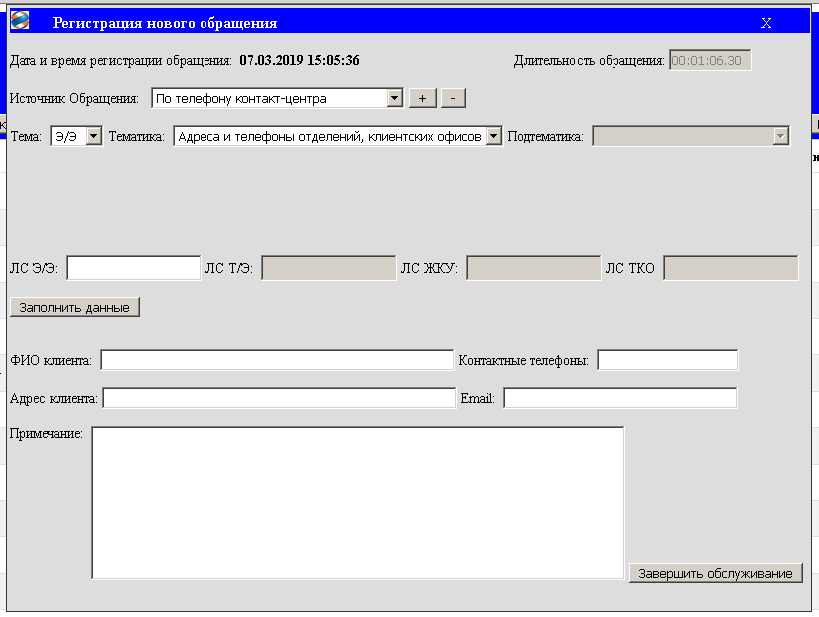 Регистрация нового обращения X
Дата и время регистрации обращения: 07.03.2019 15:05:36 Длительность обращения: 00:01:06.30
Источник Обращения: По телефону контакт-центра + -
Тема: Э/Э Тематика: Адреса и телефоны отделений, клиентских офисов Подтематика:
ЛС Э/Э: ЛС Т/Э: ЛС ЖКУ: ЛС ТКО
Заполнить данные
ФИО клиента: Контактные телефоны:
Адрес клиента: Email:
Примечание:
Завершить обслуживание